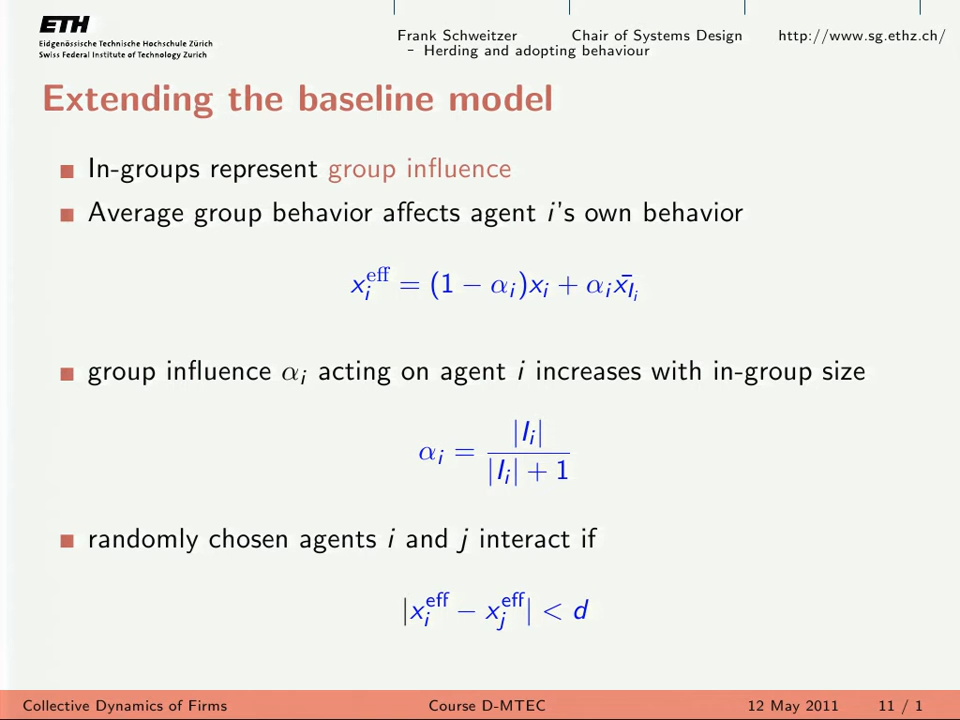 ETH
Eidgenössische Technische Hochschule Zürich
Swiss Federal Institute of Technology Zurich
Frank Schweitzer Chair of Systems Design http://www.sg.ethz.ch/
– Herding and adopting behaviour
Extending the baseline model
In-groups represent group influence
Average group behavior affects agent i's own behavior
x_i^eff = (1 − α_i)x_i + α_i x̄_{I_i}
group influence α_i acting on agent i increases with in-group size
α_i = |I_i| / (|I_i| + 1)
randomly chosen agents i and j interact if
|x_i^eff − x_j^eff| < d
Collective Dynamics of Firms Course D-MTEC 12 May 2011 11 / 1